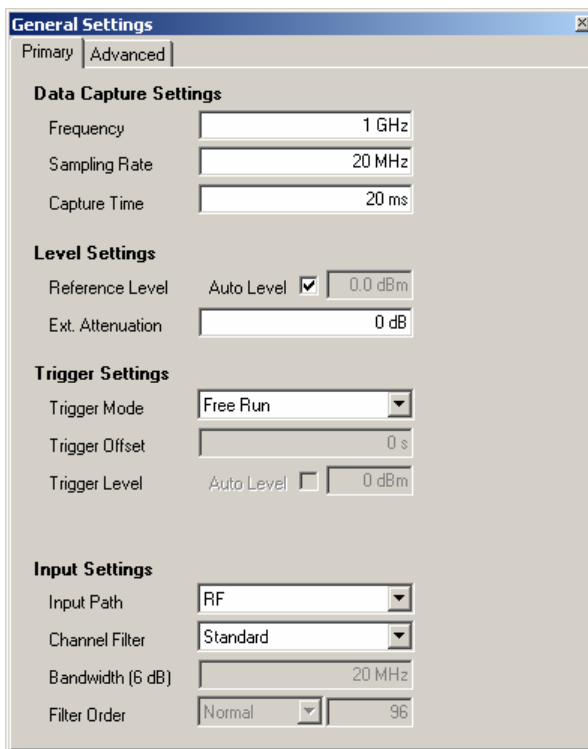 General Settings
Primary Advanced
Data Capture Settings
Frequency 1 GHz
Sampling Rate 20 MHz
Capture Time 20 ms
Level Settings
Reference Level Auto Level 0.0 dBm
Ext. Attenuation 0 dB
Trigger Settings
Trigger Mode Free Run
Trigger Offset 0 s
Trigger Level Auto Level 0 dBm
Input Settings
Input Path RF
Channel Filter Standard
Bandwidth (6 dB) 20 MHz
Filter Order Normal 96